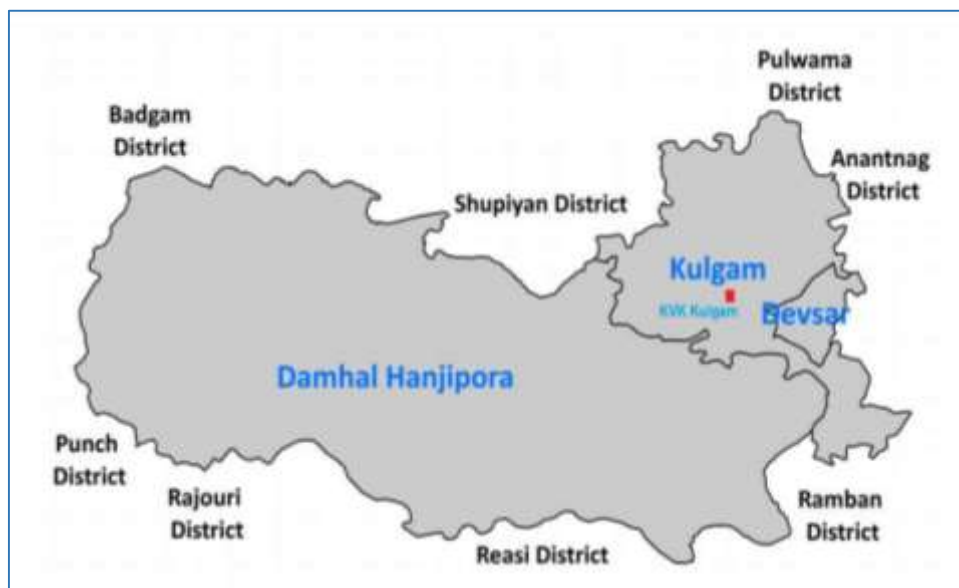 Pulwama
District
Badgam
District
Anantnag
District
Shupiyan District
Kulgam
KVK Kulgam
Devsar
Damhal Hanjipora
Punch
District
Rajouri
District
Ramban
District
Reasi District